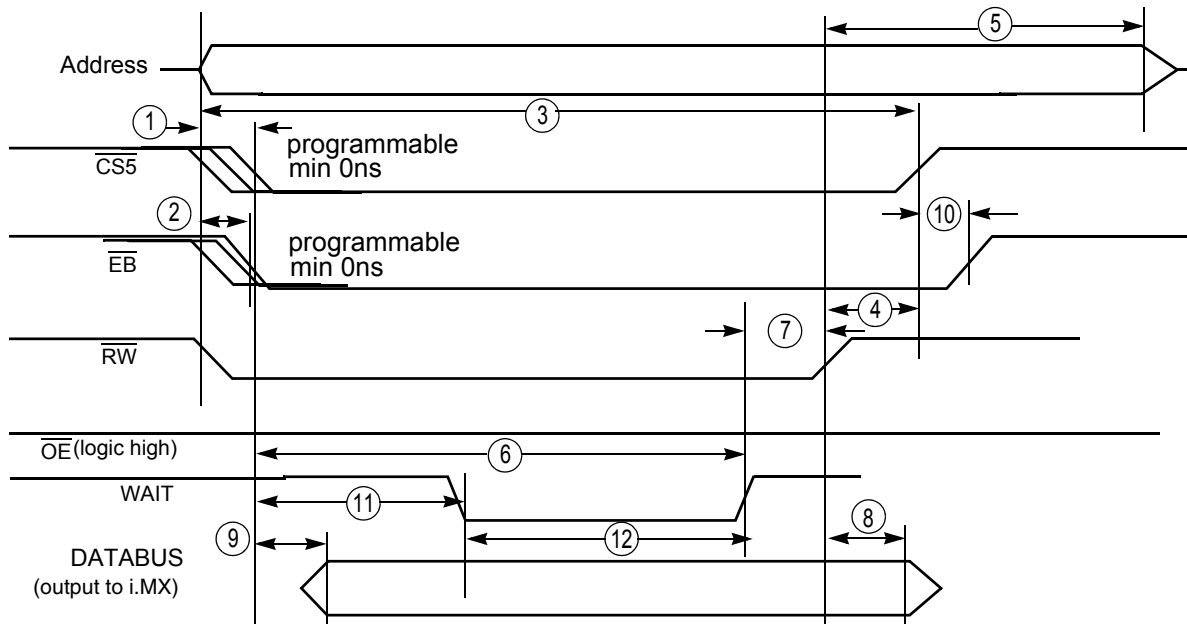 5
Address
1
3
programmable
min 0ns
CS5
2
10
programmable
min 0ns
EB
4
7
RW
OE(logic high)
6
WAIT
11
8
9
12
DATABUS
(output to i.MX)